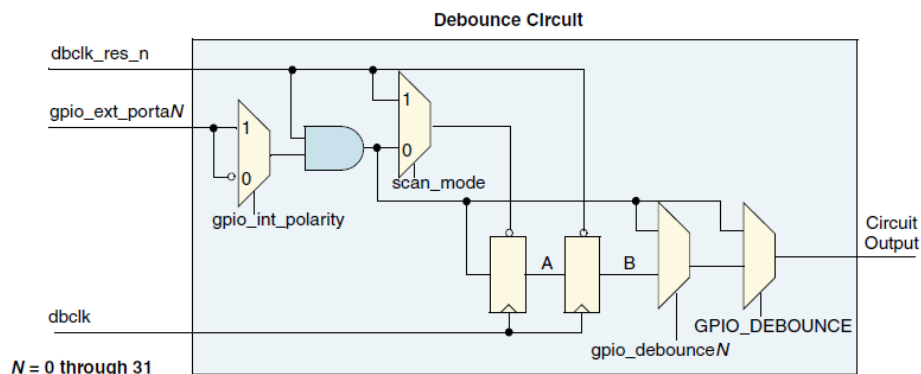 Debounce Circuit
dbclk_res_n
gpio_ext_portaN
1
0
1
0
scan_mode
gpio_int_polarity
A
B
Circuit
Output
GPIO_DEBOUNCE
gpio_debounceN
dbclk
N = 0 through 31